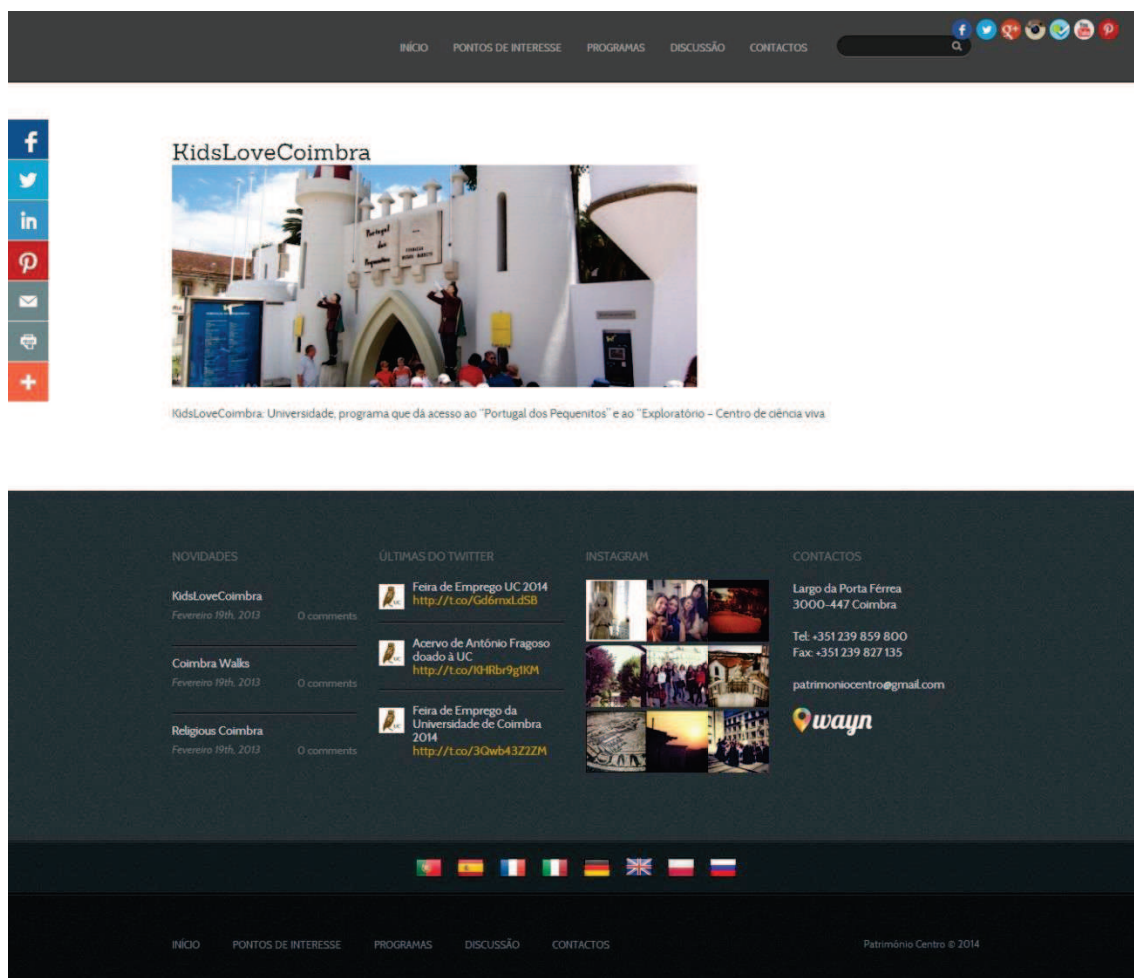 INÍCIO PONTOS DE INTERESSE PROGRAMAS DISCUSSÃO CONTACTOS
KidsLoveCoimbra
Portugal
dos
Pequenitos
KidsLoveCoimbra: Universidade, programa que dá acesso ao "Portugal dos Pequenitos" e ao "Exploratório – Centro de ciência viva
NOVIDADES
KidsLoveCoimbra
Fevereiro 19th, 2013 0 comments
Coimbra Walks
Fevereiro 19th, 2013 0 comments
Religious Coimbra
Fevereiro 19th, 2013 0 comments
ÚLTIMAS DO TWITTER
Feira de Emprego UC 2014
http://t.co/Gd6mxLdSB
Acervo de António Fragoso
doado à UC
http://t.co/KHRbr9g1KM
Feira de Emprego da
Universidade de Coimbra
2014
http://t.co/3Qwb43Z2ZM
INSTAGRAM
CONTACTOS
Largo da Porta Férrea
3000-447 Coimbra
Tel: +351 239 859 800
Fax: +351 239 827 135
patrimoniocentro@gmail.com
wayn
INÍCIO PONTOS DE INTERESSE PROGRAMAS DISCUSSÃO CONTACTOS
Património Centro © 2014